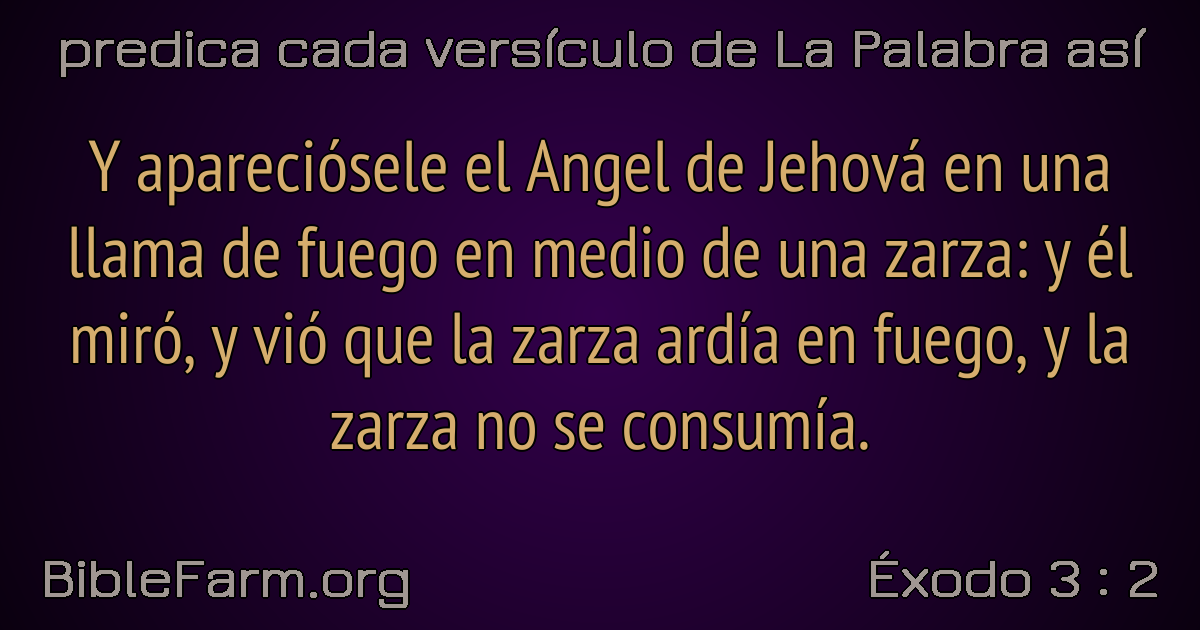 predica cada versículo de La Palabra así
Y apareciósele el Angel de Jehová en una
llama de fuego en medio de una zarza: y él
miró, y vió que la zarza ardía en fuego, y la
zarza no se consumía.
BibleFarm.org
Éxodo 3 : 2